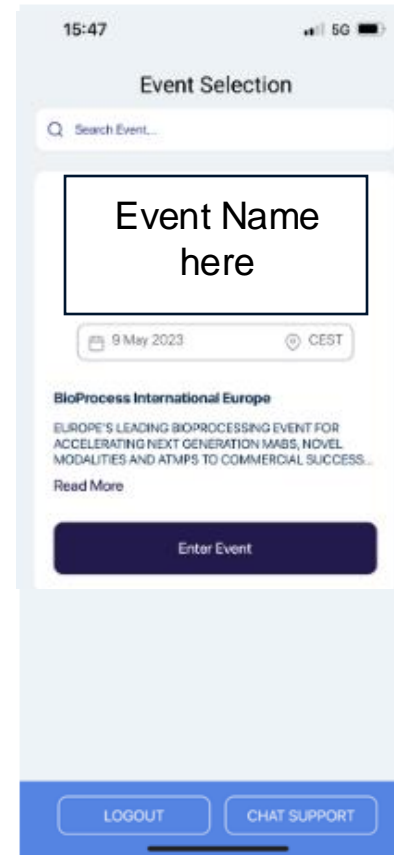 15:47
5G
Event Selection
Search Event...
Event Name
here
9 May 2023
CEST
BioProcess International Europe
EUROPE'S LEADING BIOPROCESSING EVENT FOR
ACCELERATING NEXT GENERATION MABS, NOVEL
MODALITIES AND ATMPS TO COMMERCIAL SUCCESS...
Read More
Enter Event
LOGOUT
CHAT SUPPORT